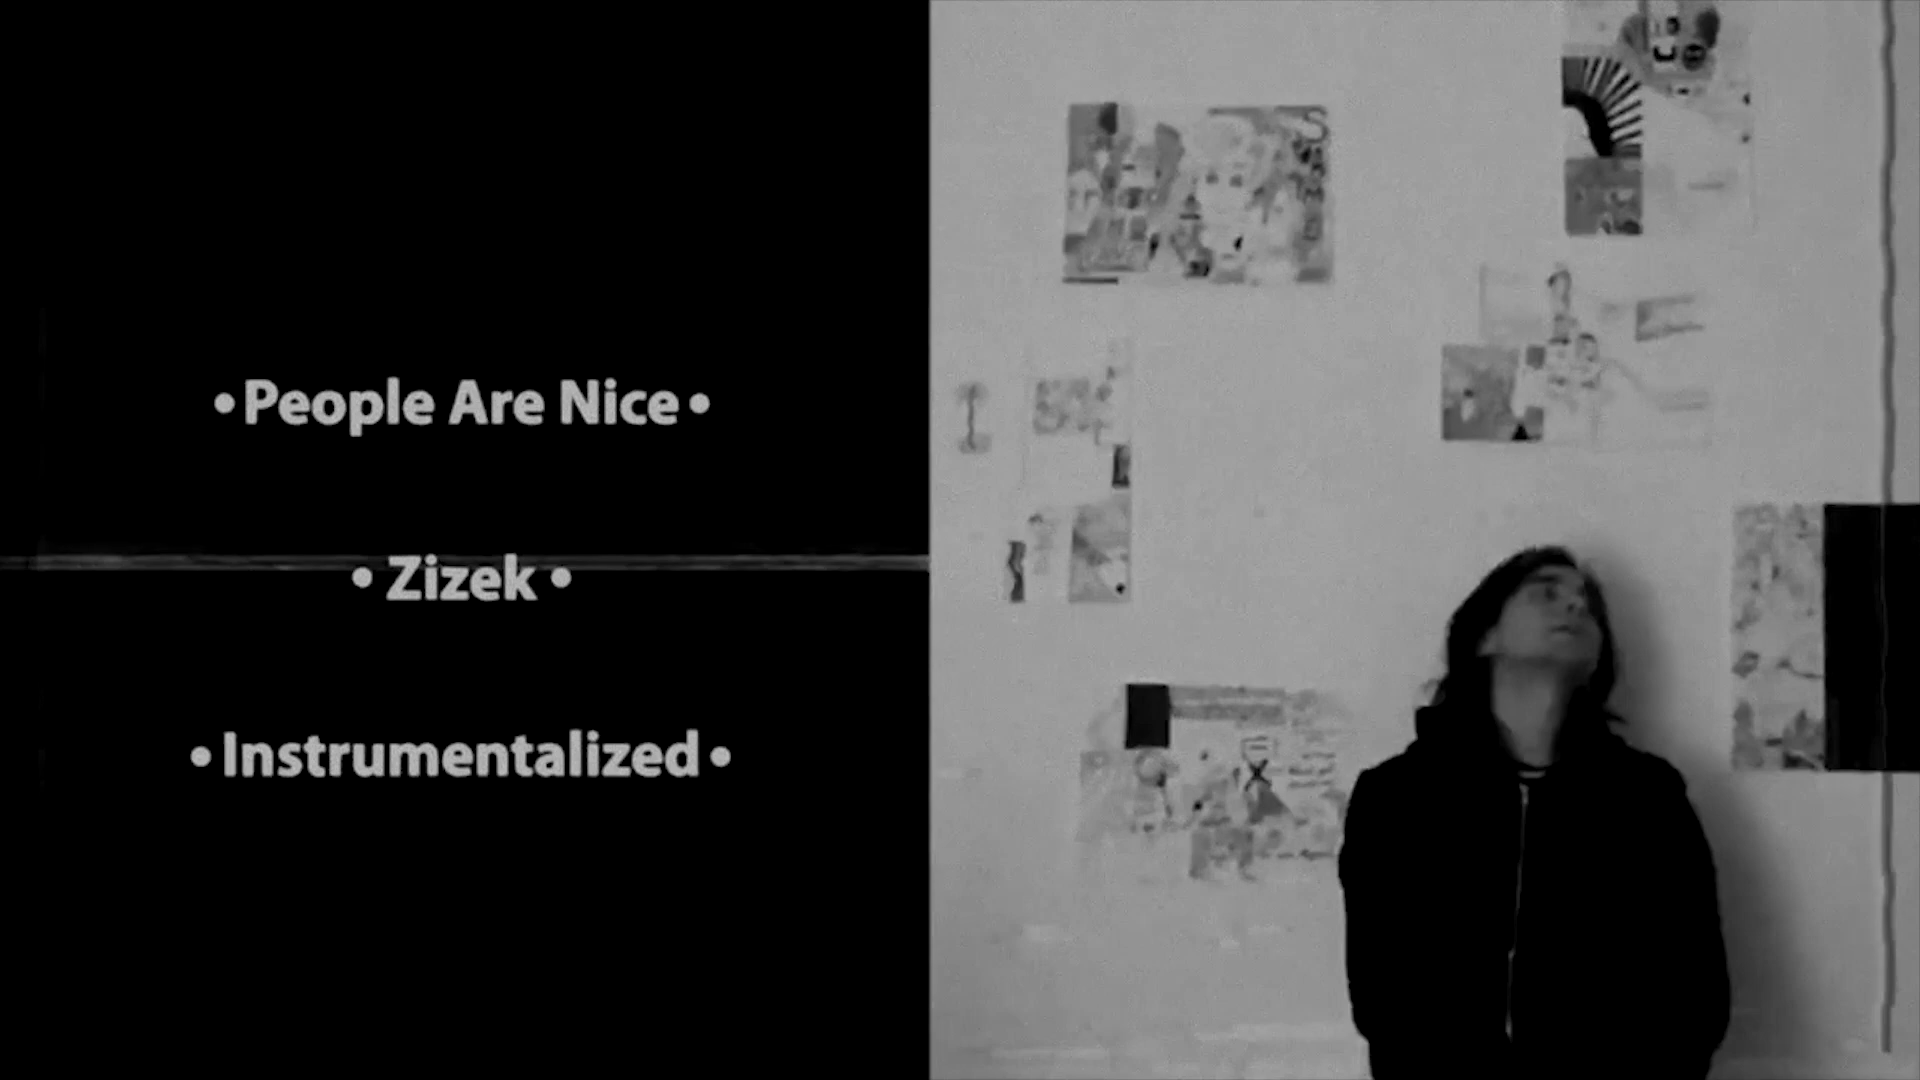 •People Are Nice•
• Zizek •
•Instrumentalized•